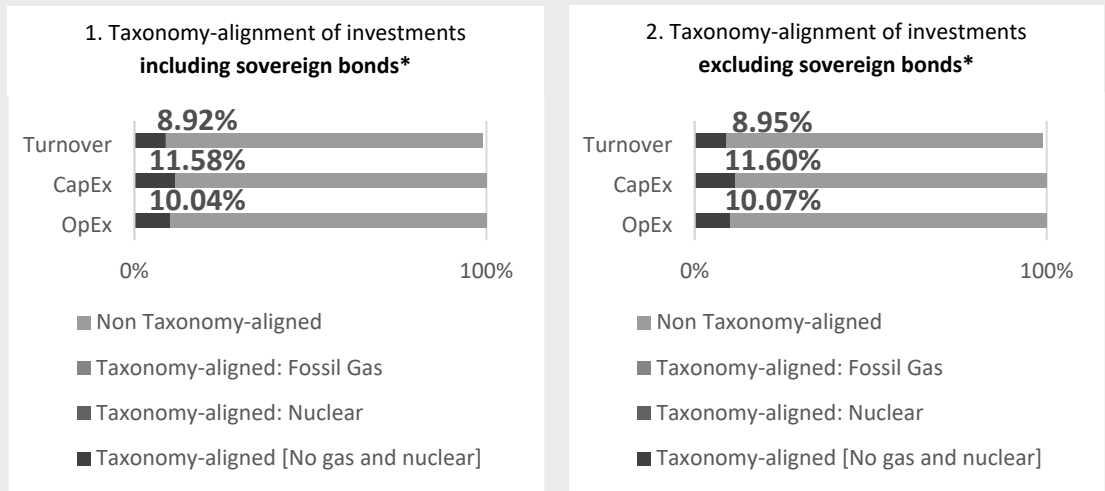 1. Taxonomy-alignment of investments
including sovereign bonds*
8.92%
Turnover
11.58%
CapEx
10.04%
OpEx
0%
100%
Non Taxonomy-aligned
Taxonomy-aligned: Fossil Gas
Taxonomy-aligned: Nuclear
Taxonomy-aligned [No gas and nuclear]
2. Taxonomy-alignment of investments
excluding sovereign bonds*
8.95%
Turnover
11.60%
CapEx
10.07%
OpEx
0%
100%
Non Taxonomy-aligned
Taxonomy-aligned: Fossil Gas
Taxonomy-aligned: Nuclear
Taxonomy-aligned [No gas and nuclear]